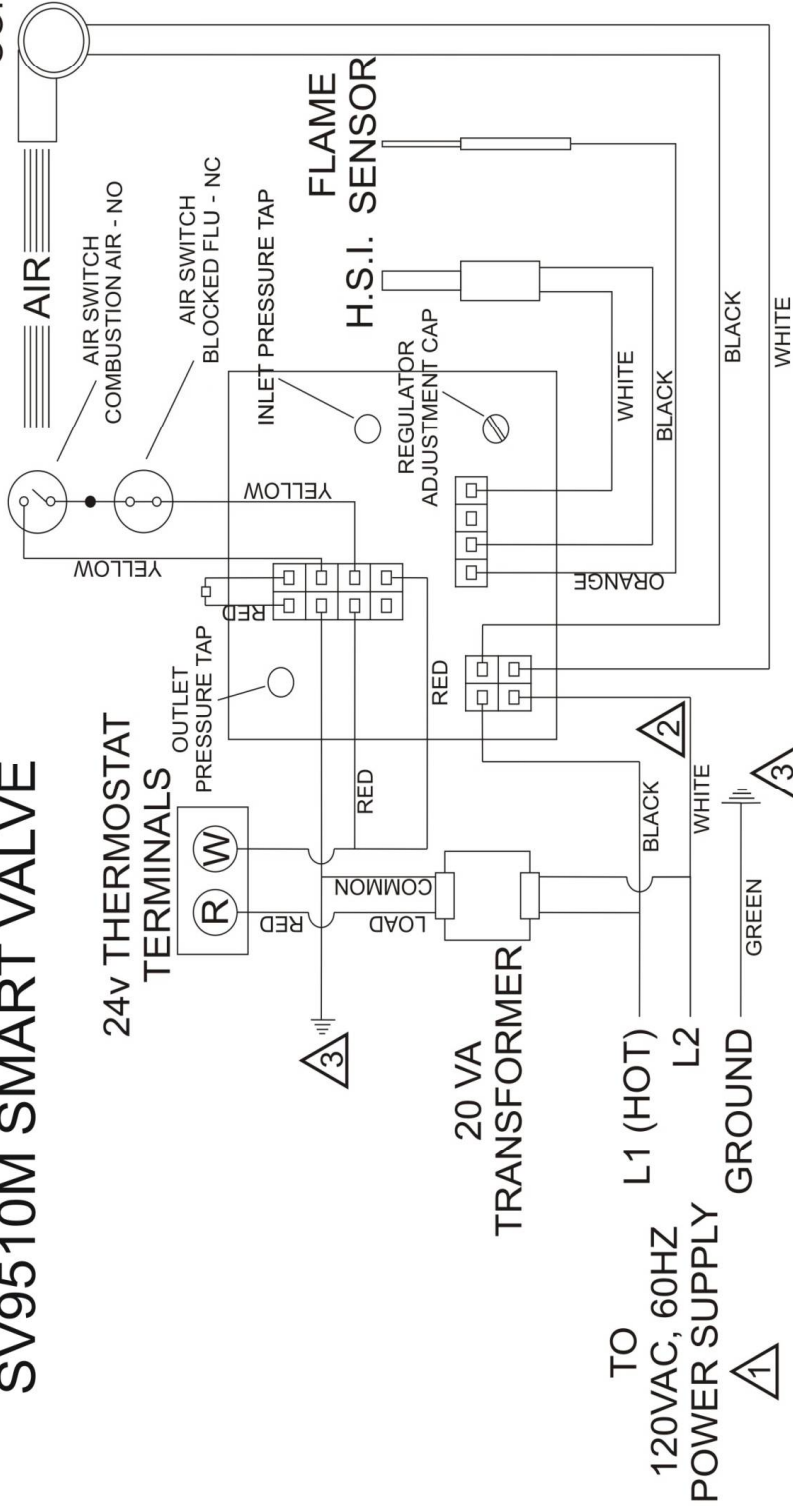 SV9510M SMART VALVE
24v THERMOSTAT
TERMINALS
R
W
OUTLET
PRESSURE TAP
AIR
AIR SWITCH
COMBUSTION AIR - NO
AIR SWITCH
BLOCKED FLU - NC
INLET PRESSURE TAP
REGULATOR
ADJUSTMENT CAP
FLAME
H.S.I. SENSOR
YELLOW
YELLOW
RED
RED
RED
RED
COMMON
LOAD
ORANGE
WHITE
BLACK
BLACK
WHITE
20 VA
TRANSFORMER
3
L1 (HOT)
L2
GROUND
BLACK
WHITE
GREEN
2
3
TO
120VAC, 60HZ
POWER SUPPLY
1